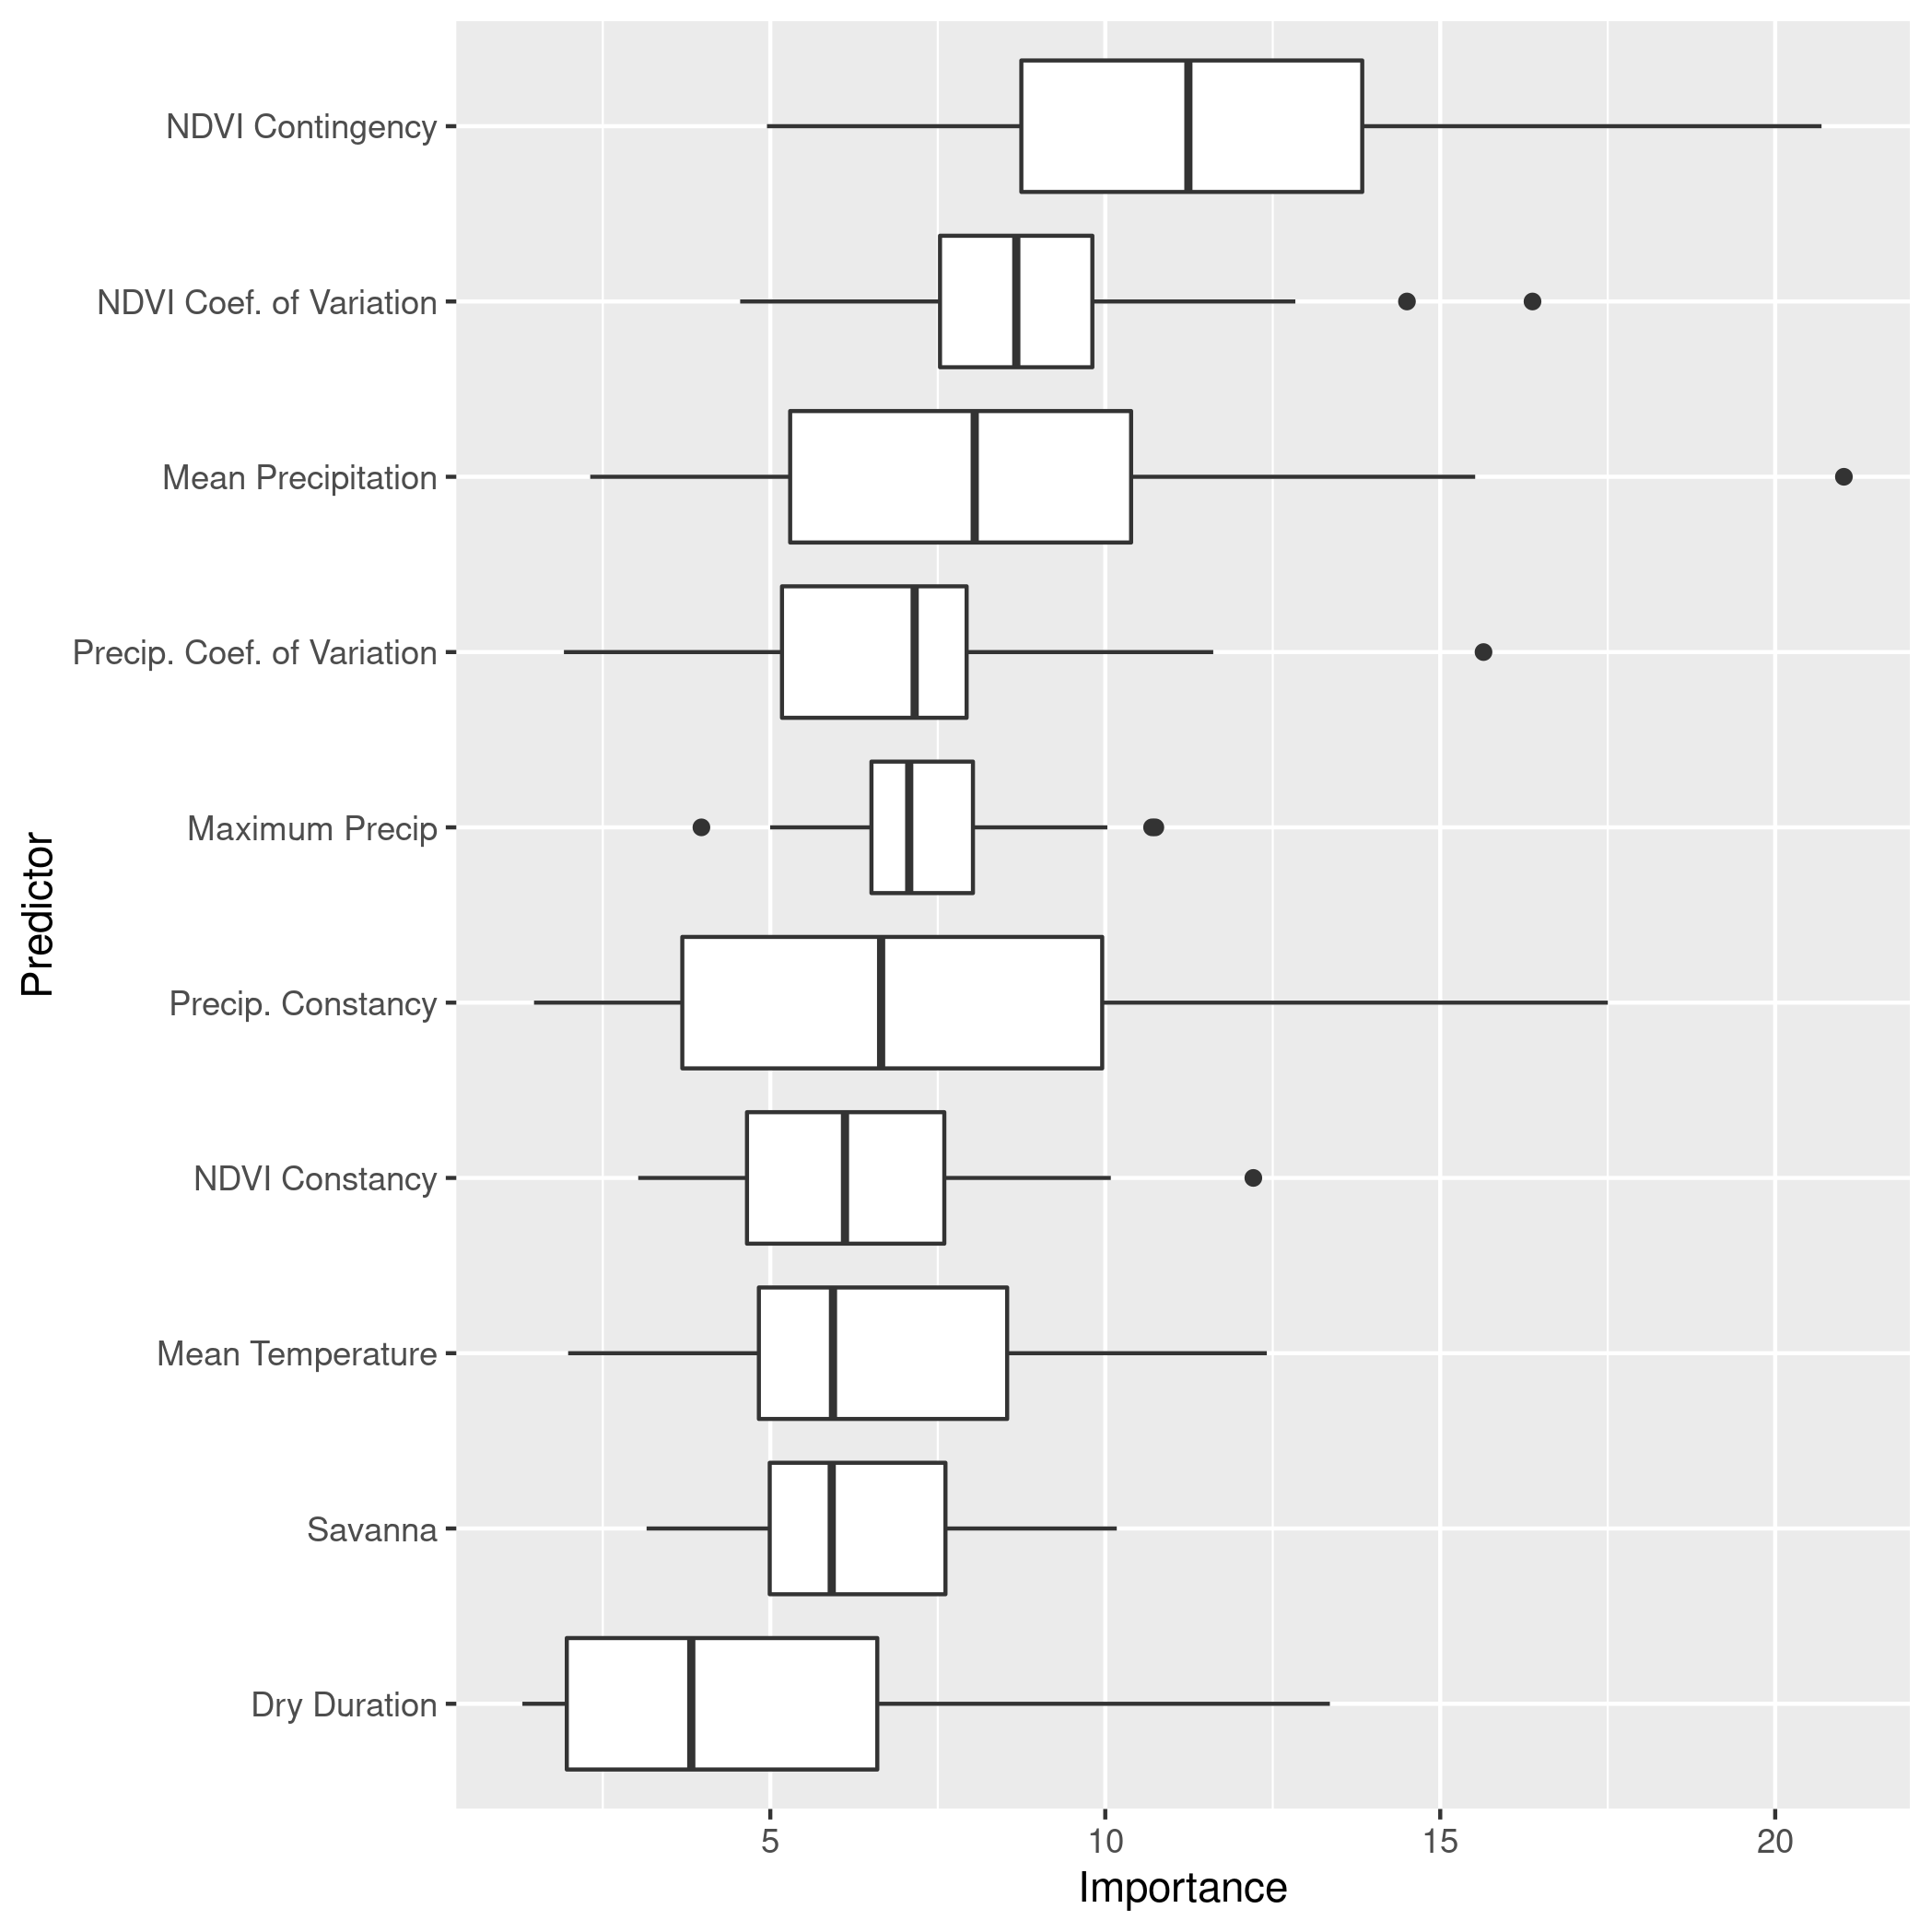 Predictor
NDVI Contingency
NDVI Coef. of Variation
Mean Precipitation
Precip. Coef. of Variation
Maximum Precip
Precip. Constancy
NDVI Constancy
Mean Temperature
Savanna
Dry Duration
5 10 15 20
Importance